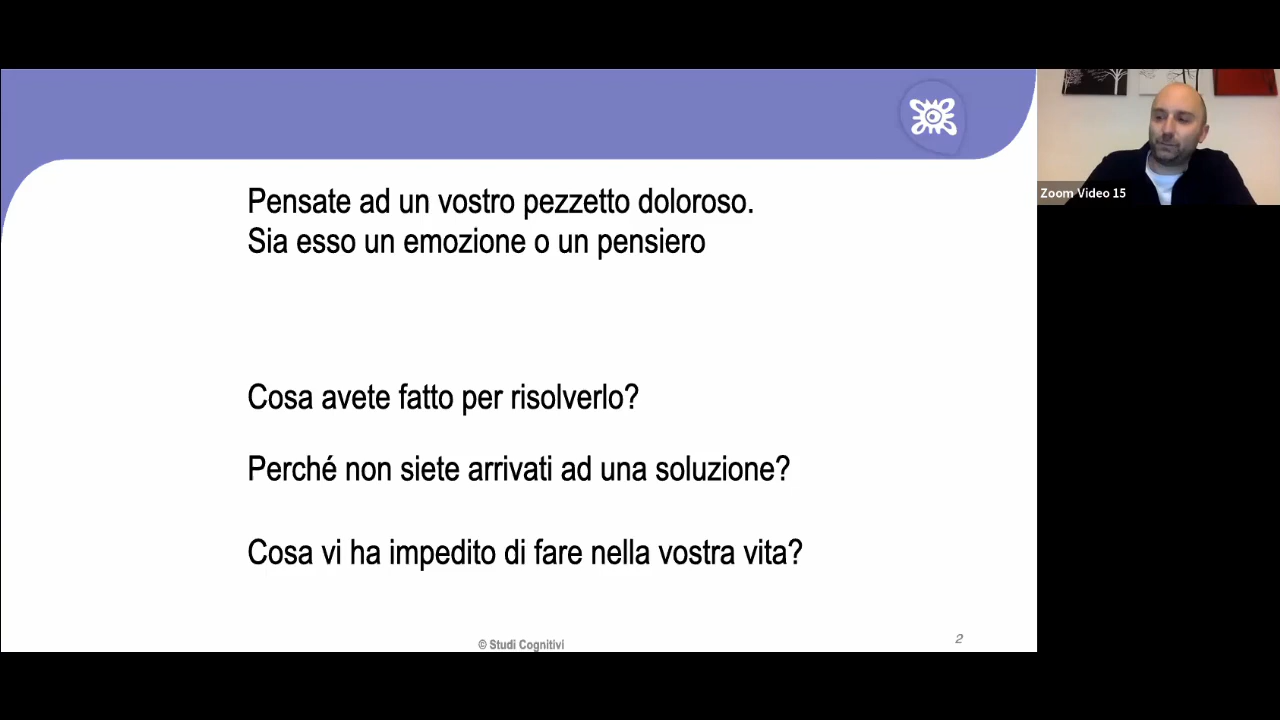 Pensate ad un vostro pezzetto doloroso.
Sia esso un emozione o un pensiero
Cosa avete fatto per risolverlo?
Perché non siete arrivati ad una soluzione?
Cosa vi ha impedito di fare nella vostra vita?
© Studi Cognitivi
2
Zoom Video 15